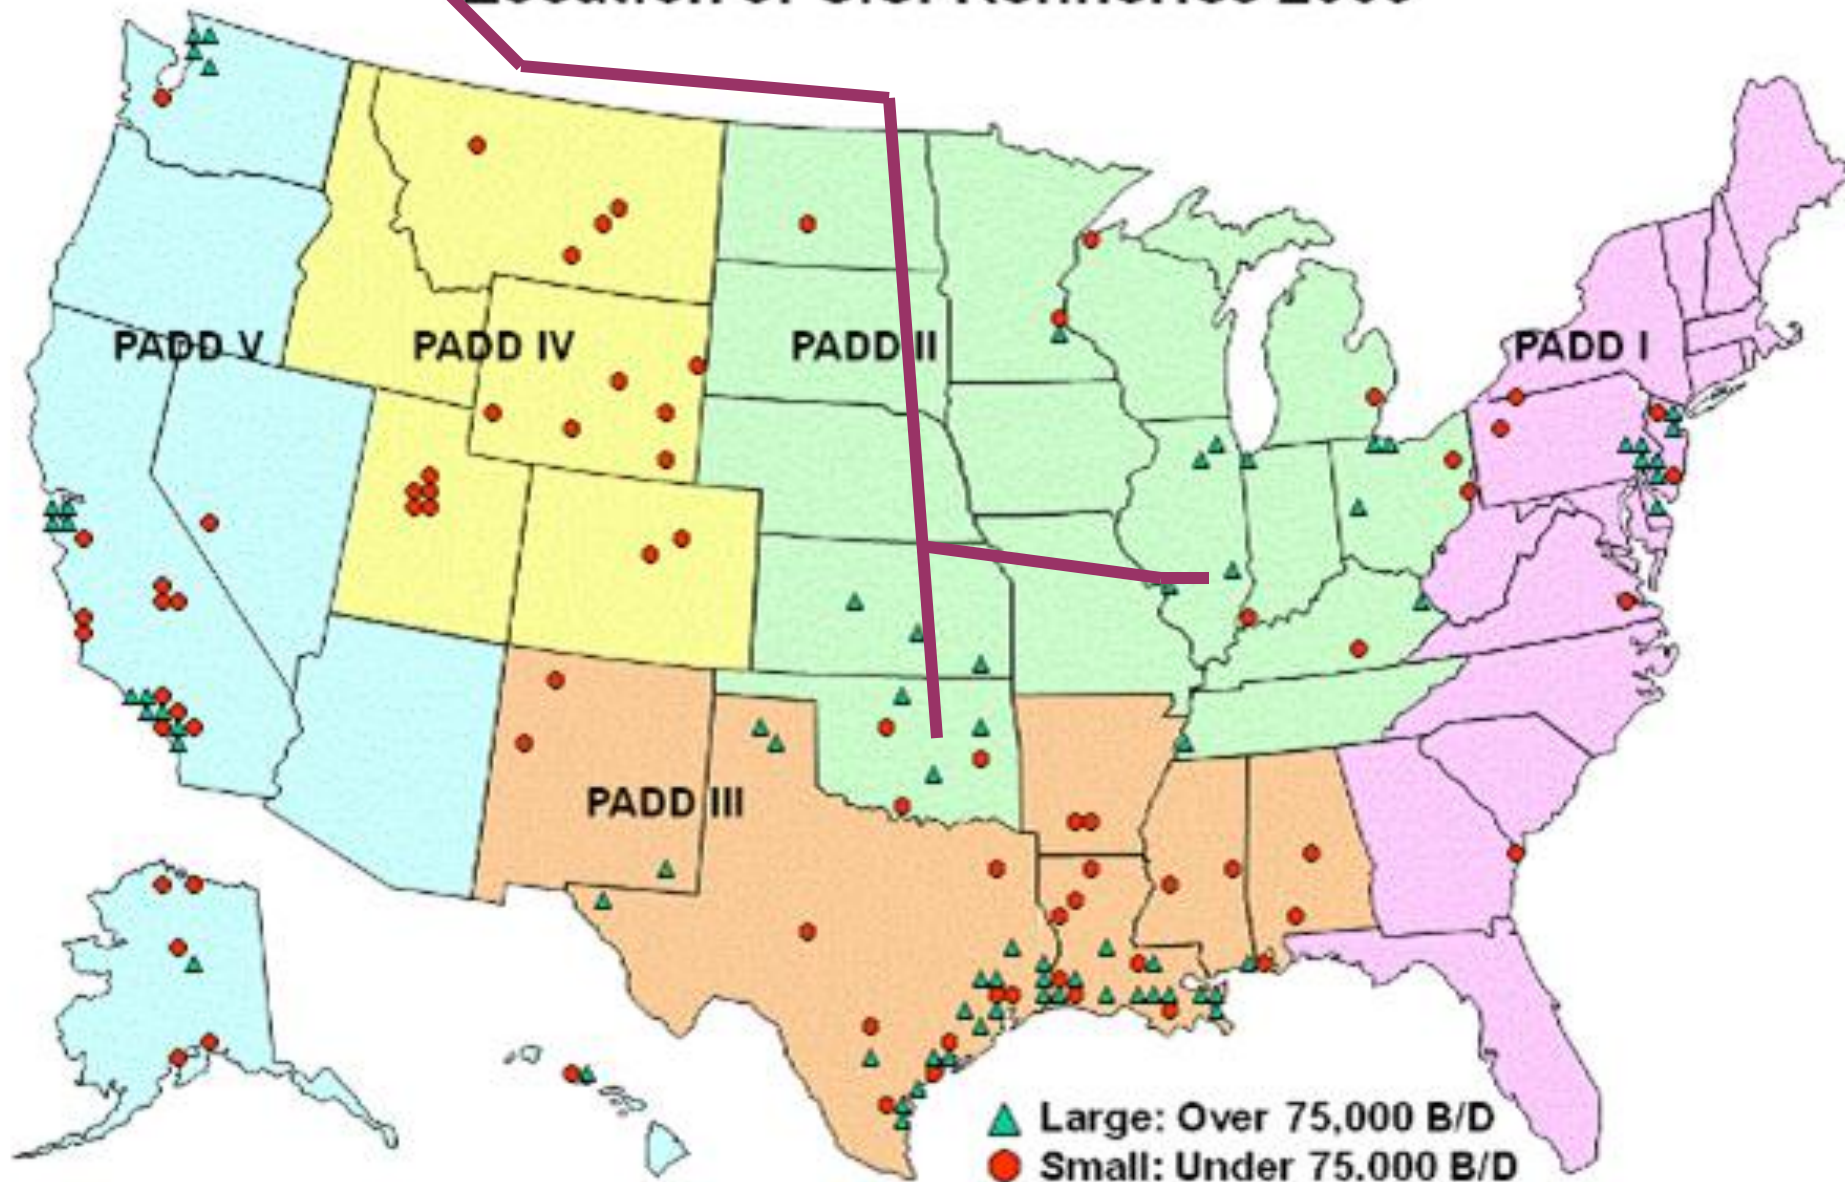 PADD V
PADD IV
PADD II
PADD I
PADD III
Large: Over 75,000 B/D
Small: Under 75,000 B/D